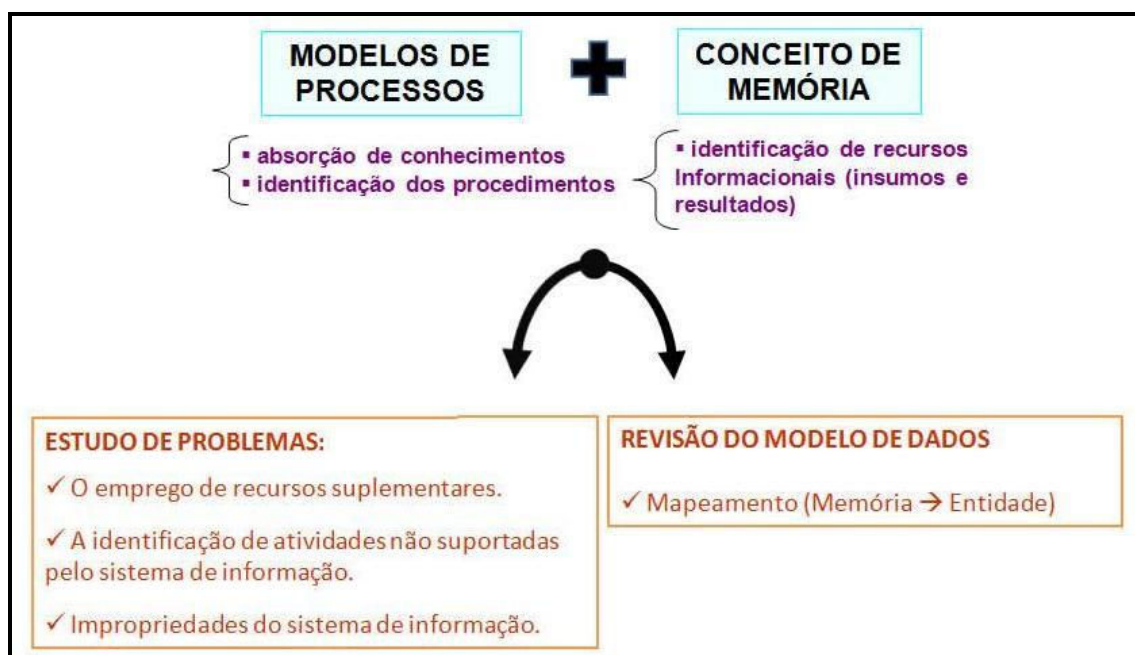 MODELOS DE
PROCESSOS
CONCEITO DE
MEMÓRIA
▪ absorção de conhecimentos
▪ identificação dos procedimentos
▪ identificação de recursos
Informacionais (insumos e
resultados)
ESTUDO DE PROBLEMAS:
✓ O emprego de recursos suplementares.
✓ A identificação de atividades não suportadas
pelo sistema de informação.
✓ Impropriedades do sistema de informação.
REVISÃO DO MODELO DE DADOS
✓ Mapeamento (Memória → Entidade)